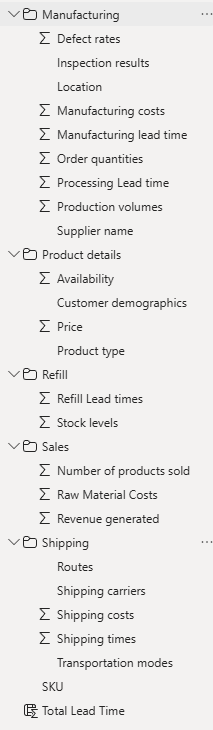 Manufacturing
Defect rates
Inspection results
Location
Manufacturing costs
Manufacturing lead time
Order quantities
Processing Lead time
Production volumes
Supplier name
Product details
Availability
Customer demographics
Price
Product type
Refill
Refill Lead times
Stock levels
Sales
Number of products sold
Raw Material Costs
Revenue generated
Shipping
Routes
Shipping carriers
Shipping costs
Shipping times
Transportation modes
SKU
Total Lead Time